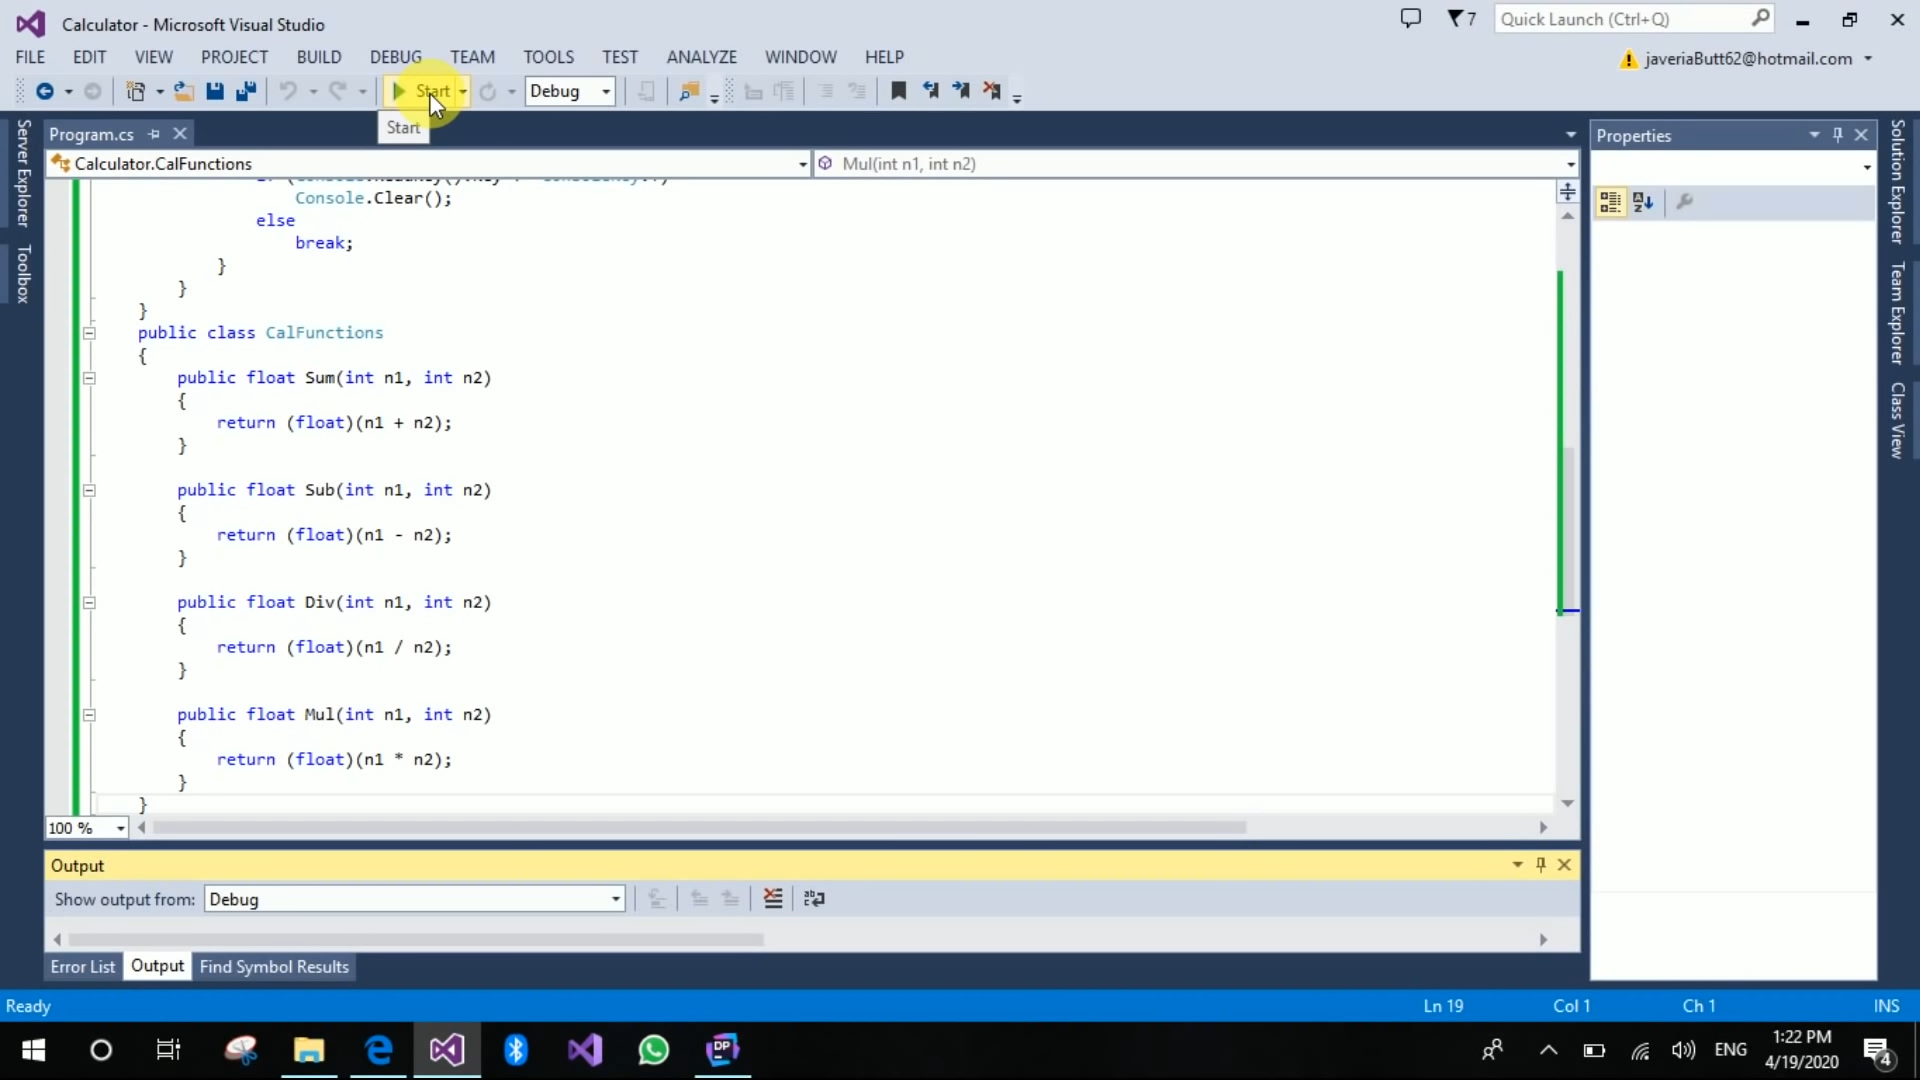 Calculator - Microsoft Visual Studio
7
Quick Launch (Ctrl+Q)
FILE EDIT VIEW PROJECT BUILD DEBUG TEAM TOOLS TEST ANALYZE WINDOW HELP
javeriaButt62@hotmail.com
Start
Debug
Start
Program.cs
Calculator.CalFunctions
Mul(int n1, int n2)
Console.Clear();
else
break;
}
}
}
public class CalFunctions
{
public float Sum(int n1, int n2)
{
return (float)(n1 + n2);
}
public float Sub(int n1, int n2)
{
return (float)(n1 - n2);
}
public float Div(int n1, int n2)
{
return (float)(n1 / n2);
}
public float Mul(int n1, int n2)
{
return (float)(n1 * n2);
}
}
100 %
Output
Show output from: Debug
Error List Output Find Symbol Results
Ready
Ln 19 Col 1 Ch 1 INS
Server Explorer
Toolbox
Properties
Solution Explorer
Team Explorer
Class View
DP
ENG
1:22 PM
4/19/2020
4